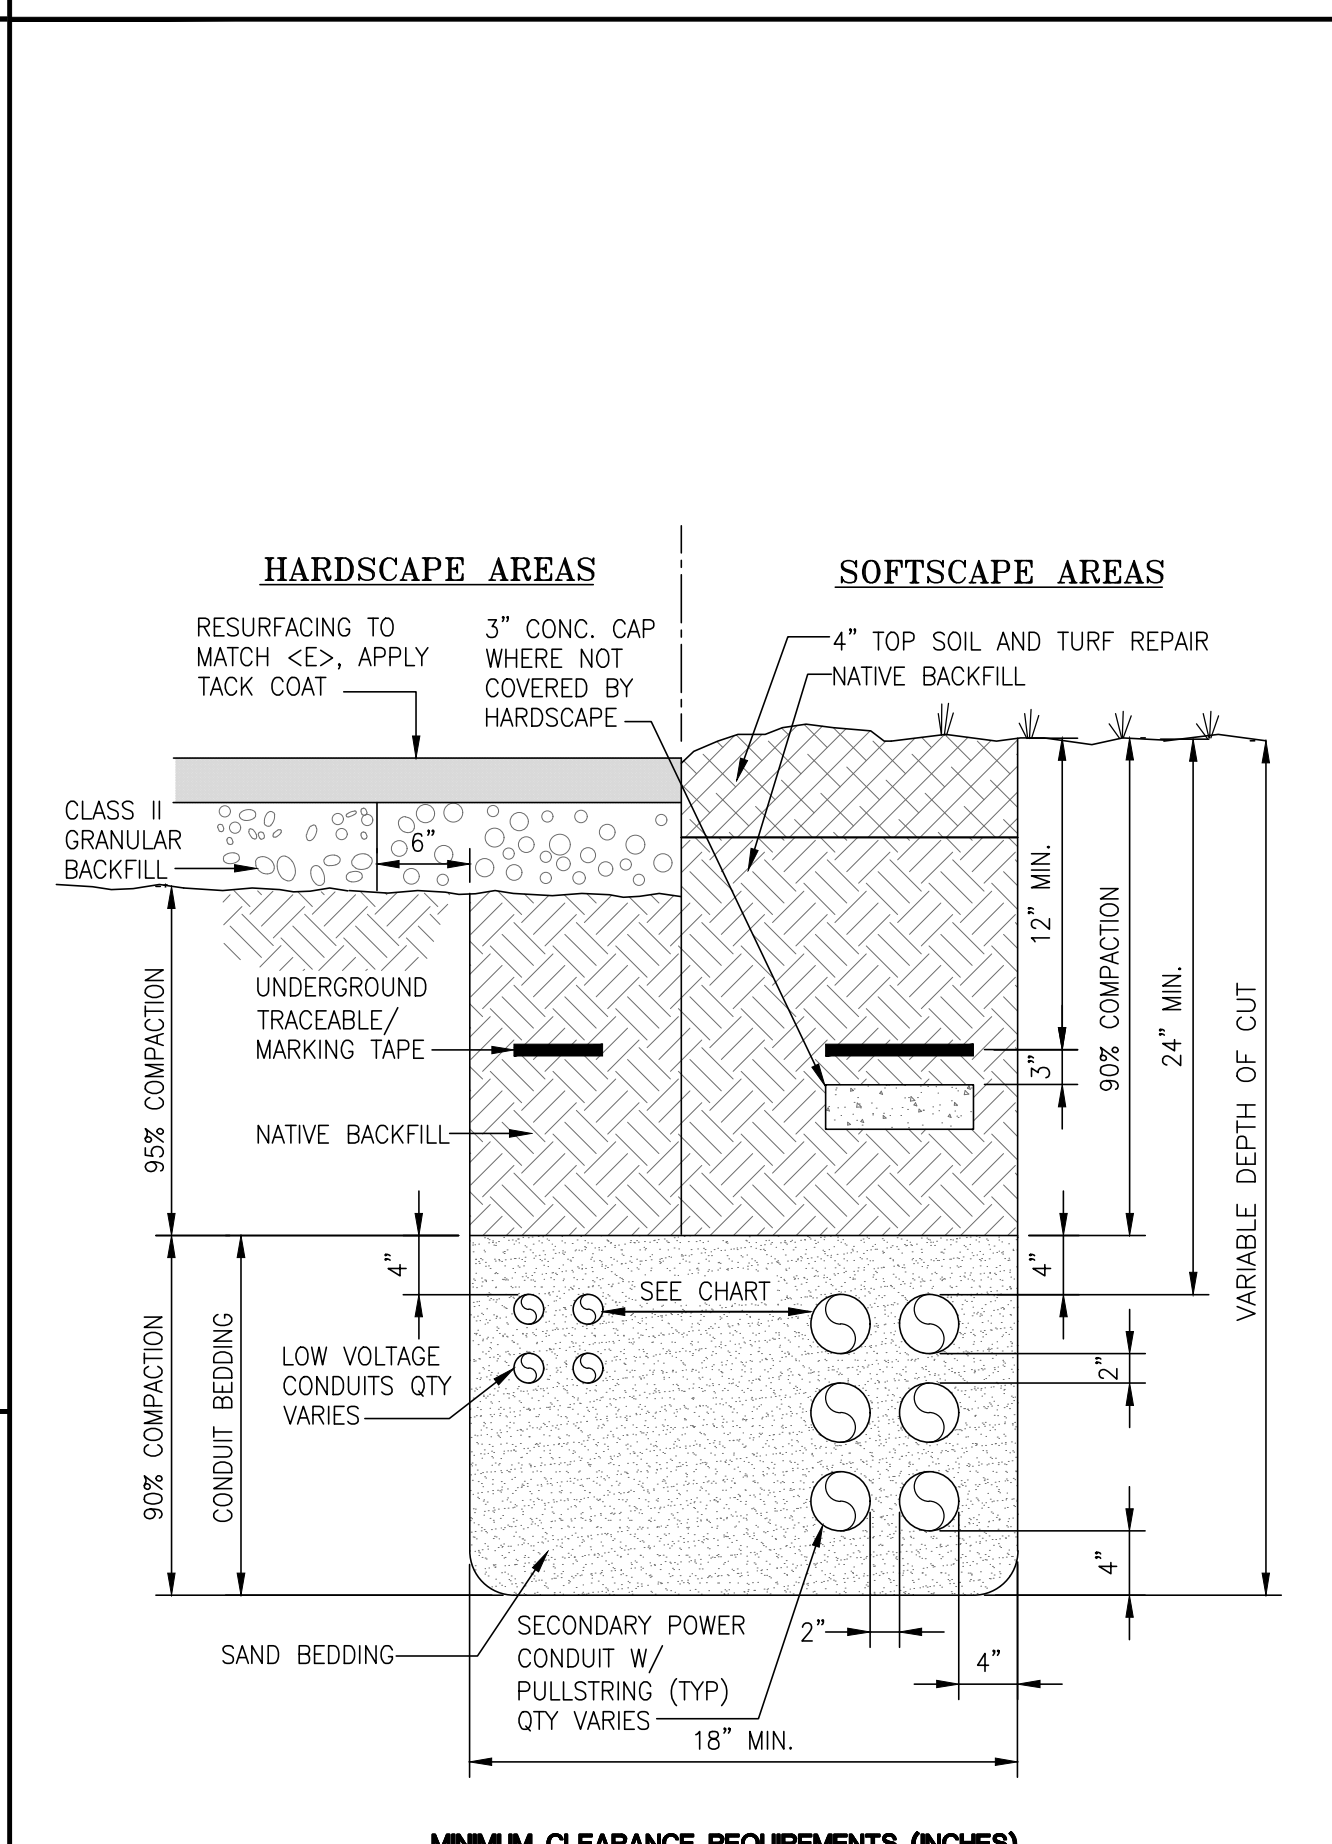 HARDSCAPE AREAS
SOFTSCAPE AREAS
RESURFACING TO
MATCH <E>, APPLY
TACK COAT
3" CONC. CAP
WHERE NOT
COVERED BY
HARDSCAPE
4" TOP SOIL AND TURF REPAIR
NATIVE BACKFILL
CLASS II
GRANULAR
BACKFILL
6"
12" MIN.
90% COMPACTION
24" MIN.
VARIABLE DEPTH OF CUT
95% COMPACTION
UNDERGROUND
TRACEABLE/
MARKING TAPE
3"
NATIVE BACKFILL
4"
4"
SEE CHART
90% COMPACTION
CONDUIT BEDDING
LOW VOLTAGE
CONDUITS QTY
VARIES
2"
4"
SAND BEDDING
SECONDARY POWER
CONDUIT W/
PULLSTRING (TYP)
QTY VARIES
2"
4"
18" MIN.
MINIMUM CLEARANCE REQUIREMENTS (INCHES)